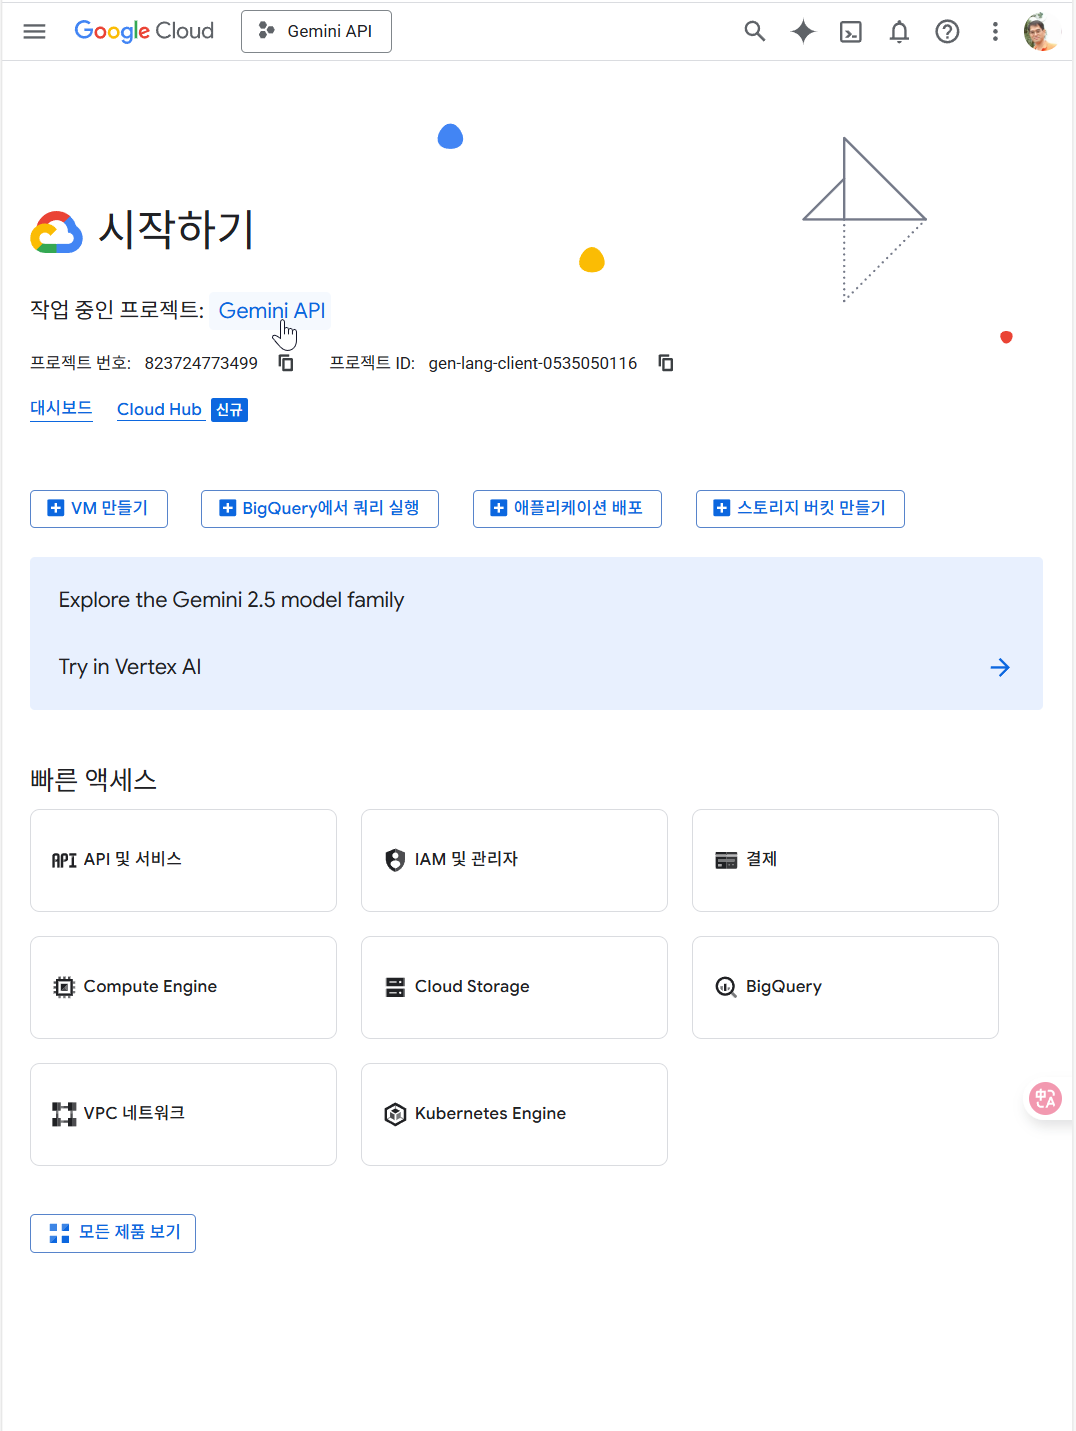 Google Cloud
Gemini API
시작하기
작업 중인 프로젝트: Gemini API
프로젝트 번호: 823724773499 프로젝트 ID: gen-lang-client-0535050116
대시보드 Cloud Hub 신규
VM 만들기 BigQuery에서 쿼리 실행 애플리케이션 배포 스토리지 버킷 만들기
Explore the Gemini 2.5 model family
Try in Vertex AI
빠른 액세스
API API 및 서비스 IAM 및 관리자 결제
Compute Engine Cloud Storage BigQuery
VPC 네트워크 Kubernetes Engine
中A
모든 제품 보기